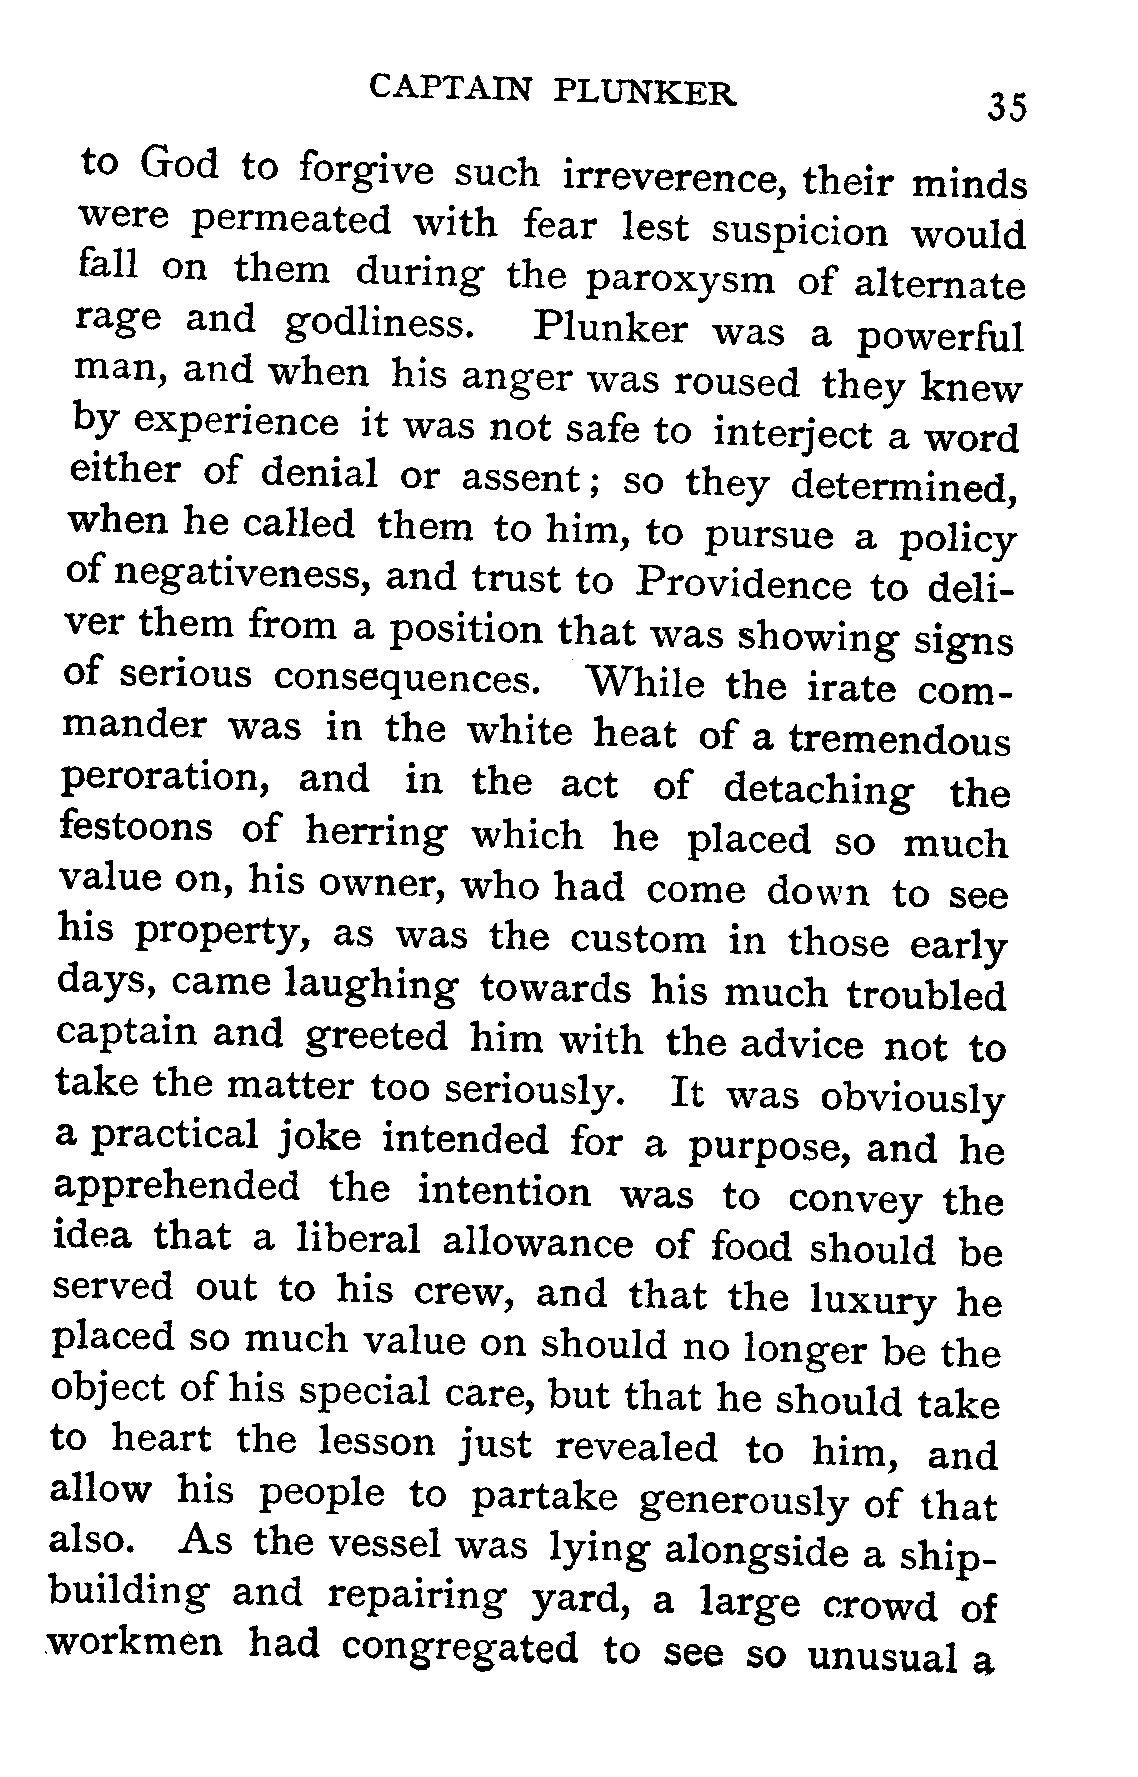 CAPTAIN PLUNKER 35
to God to forgive such irreverence, their minds
were permeated with fear lest suspicion would
fall on them during the paroxysm of alternate
rage and godliness. Plunker was a powerful
man, and when his anger was roused they knew
by experience it was not safe to interject a word
either of denial or assent; so they determined,
when he called them to him, to pursue a policy
of negativeness, and trust to Providence to deli-
ver them from a position that was showing signs
of serious consequences. While the irate com-
mander was in the white heat of a tremendous
peroration, and in the act of detaching the
festoons of herring which he placed so much
value on, his owner, who had come down to see
his property, as was the custom in those early
days, came laughing towards his much troubled
captain and greeted him with the advice not to
take the matter too seriously. It was obviously
a practical joke intended for a purpose, and he
apprehended the intention was to convey the
idea that a liberal allowance of food should be
served out to his crew, and that the luxury he
placed so much value on should no longer be the
object of his special care, but that he should take
to heart the lesson just revealed to him, and
allow his people to partake generously of that
also. As the vessel was lying alongside a ship-
building and repairing yard, a large crowd of
workmen had congregated to see so unusual a